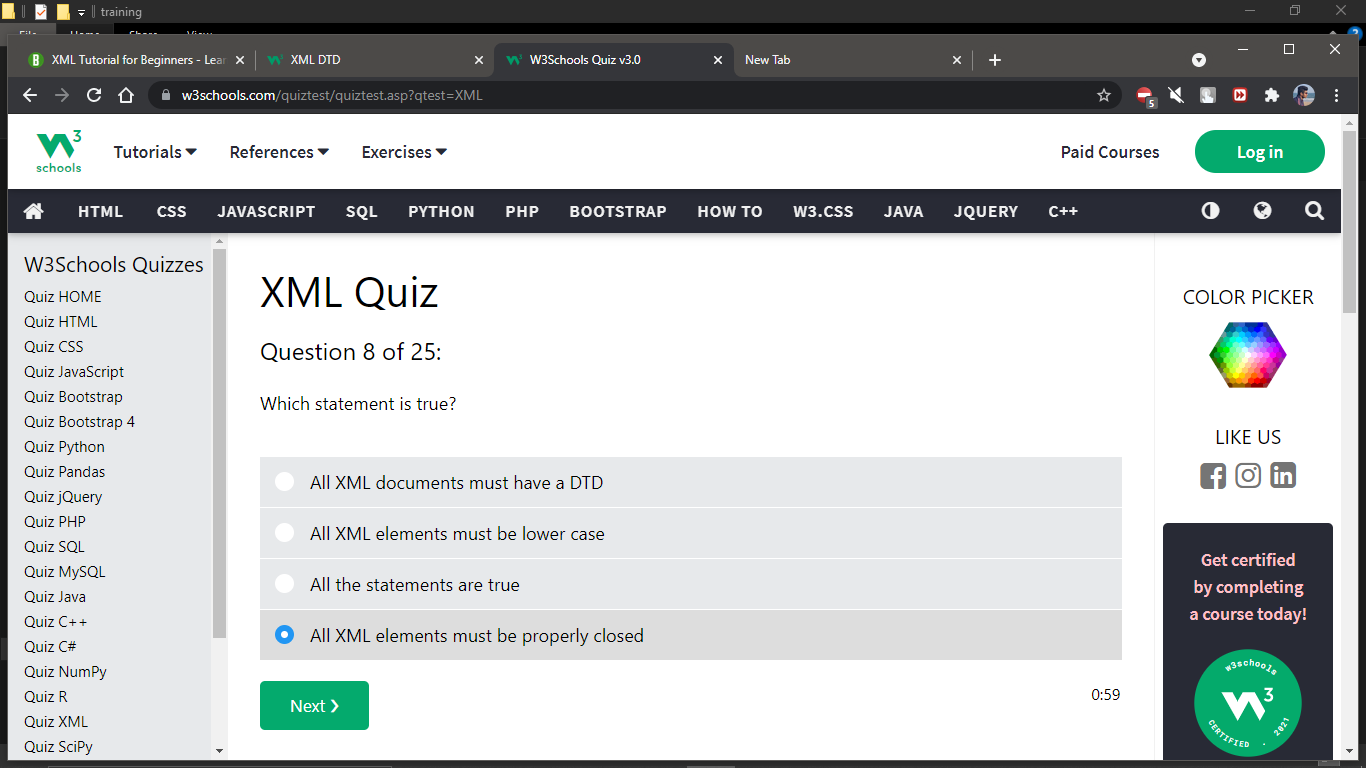 training
File Home Share View
XML Tutorial for Beginners - Lear
XML DTD
W3Schools Quiz v3.0
New Tab
w3schools.com/quiztest/quiztest.asp?qtest=XML
5
W3
schools
Tutorials
References
Exercises
Paid Courses
Log in
HTML CSS JAVASCRIPT SQL PYTHON PHP BOOTSTRAP HOW TO W3.CSS JAVA JQUERY C++
W3Schools Quizzes
Quiz HOME
Quiz HTML
Quiz CSS
Quiz JavaScript
Quiz Bootstrap
Quiz Bootstrap 4
Quiz Python
Quiz Pandas
Quiz jQuery
Quiz PHP
Quiz SQL
Quiz MySQL
Quiz Java
Quiz C++
Quiz C#
Quiz NumPy
Quiz R
Quiz XML
Quiz SciPy
XML Quiz
Question 8 of 25:
Which statement is true?
All XML documents must have a DTD
All XML elements must be lower case
All the statements are true
All XML elements must be properly closed
Next ❯
0:59
COLOR PICKER
LIKE US
Get certified
by completing
a course today!
w3schools
W3
CERTIFIED . 2021